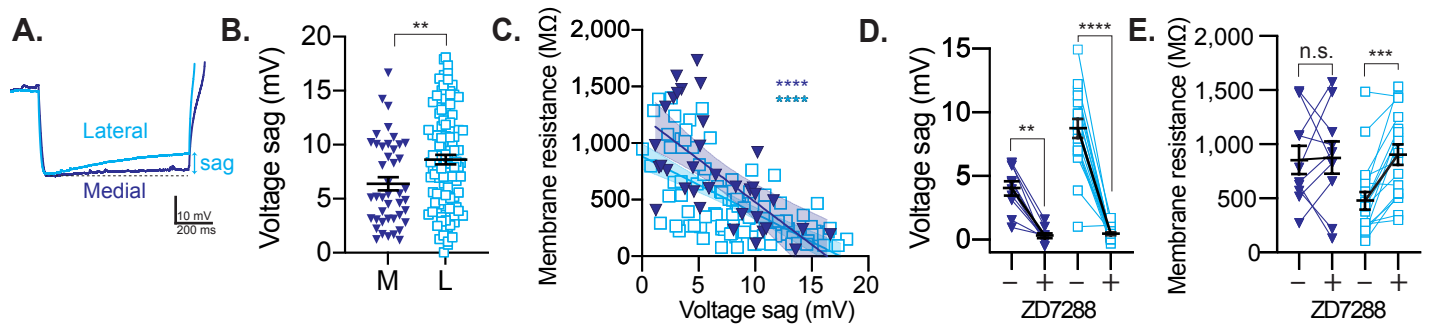 A.
Lateral
sag
Medial
10 mV
200 ms
B.
Voltage sag (mV)
20
15
10
5
0
**
M L
C.
Membrane resistance (MΩ)
2,000
1,500
1,000
500
0
****
****
0 5 10 15 20
Voltage sag (mV)
D.
Voltage sag (mV)
15
10
5
0
**
****
− + − +
ZD7288
E.
Membrane resistance (MΩ)
2,000
1,500
1,000
500
0
n.s.
***
− + − +
ZD7288